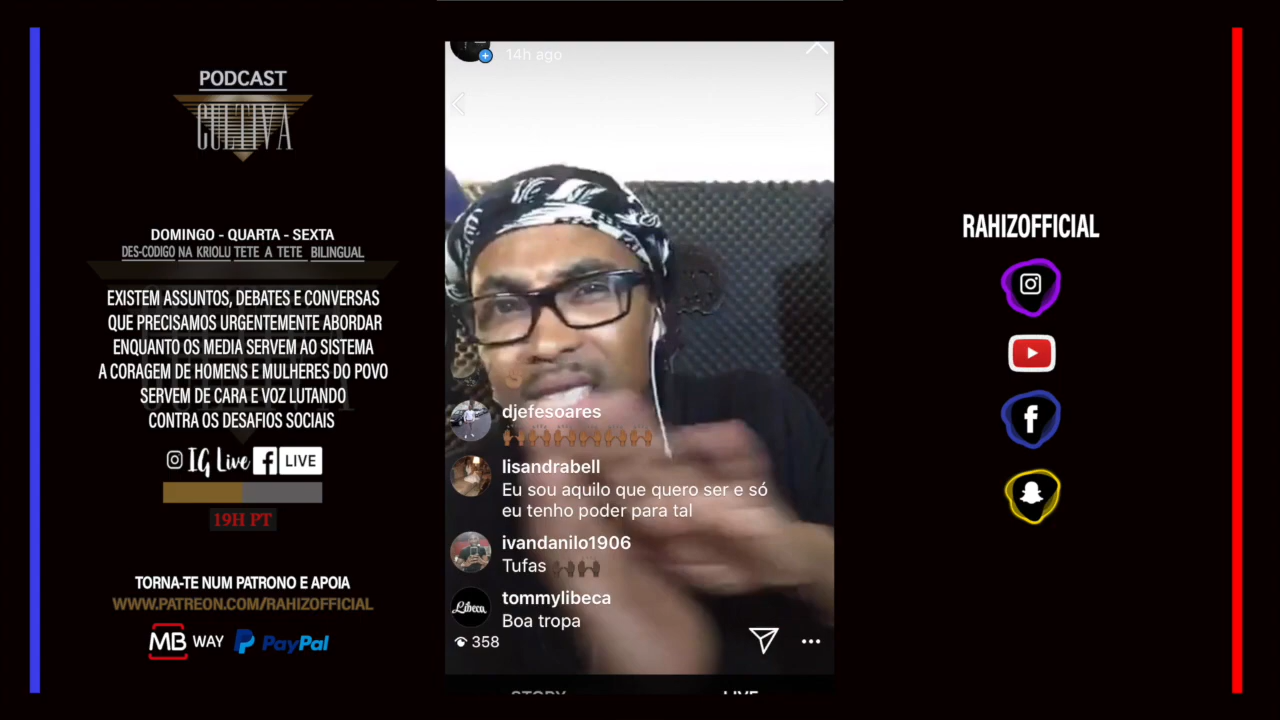 PODCAST
CULTIVA
DOMINGO - QUARTA - SEXTA
DES-CODIGO NA KRIOLU TETE A TETE BILINGUAL
EXISTEM ASSUNTOS, DEBATES E CONVERSAS
QUE PRECISAMOS URGENTEMENTE ABORDAR
ENQUANTO OS MEDIA SERVEM AO SISTEMA
A CORAGEM DE HOMENS E MULHERES DO POVO
SERVEM DE CARA E VOZ LUTANDO
CONTRA OS DESAFIOS SOCIAIS
IG Live f LIVE
19H PT
TORNA-TE NUM PATRONO E APOIA
WWW.PATREON.COM/RAHIZOFFICIAL
MB WAY PayPal
14h ago
djefesoares
lisandrabell
Eu sou aquilo que quero ser e só
eu tenho poder para tal
ivandanilo1906
Tufas
Libeca
tommylibeca
Boa tropa
358
STORY LIVE
RAHIZOFFICIAL